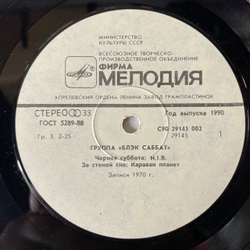 МИНИСТЕРСТВО
КУЛЬТУРЫ СССР
ВСЕСОЮЗНОЕ ТВОРЧЕСКО-
ПРОИЗВОДСТВЕННОЕ ОБЪЕДИНЕНИЕ
ФИРМА
МЕЛОДИЯ
АПРЕЛЕВСКИЙ ОРДЕНА ЛЕНИНА ЗАВОД ГРАМПЛАСТИНОК
СТЕРЕО 33
Год выпуска 1990
ГОСТ 5289-88
С90 29145 002
Гр. 3. 2-25
29145
1
ГРУППА «БЛЭК САББАТ»
Черная суббота; N.I.B.
За стеной сна; Караван планет
Записи 1970 г.